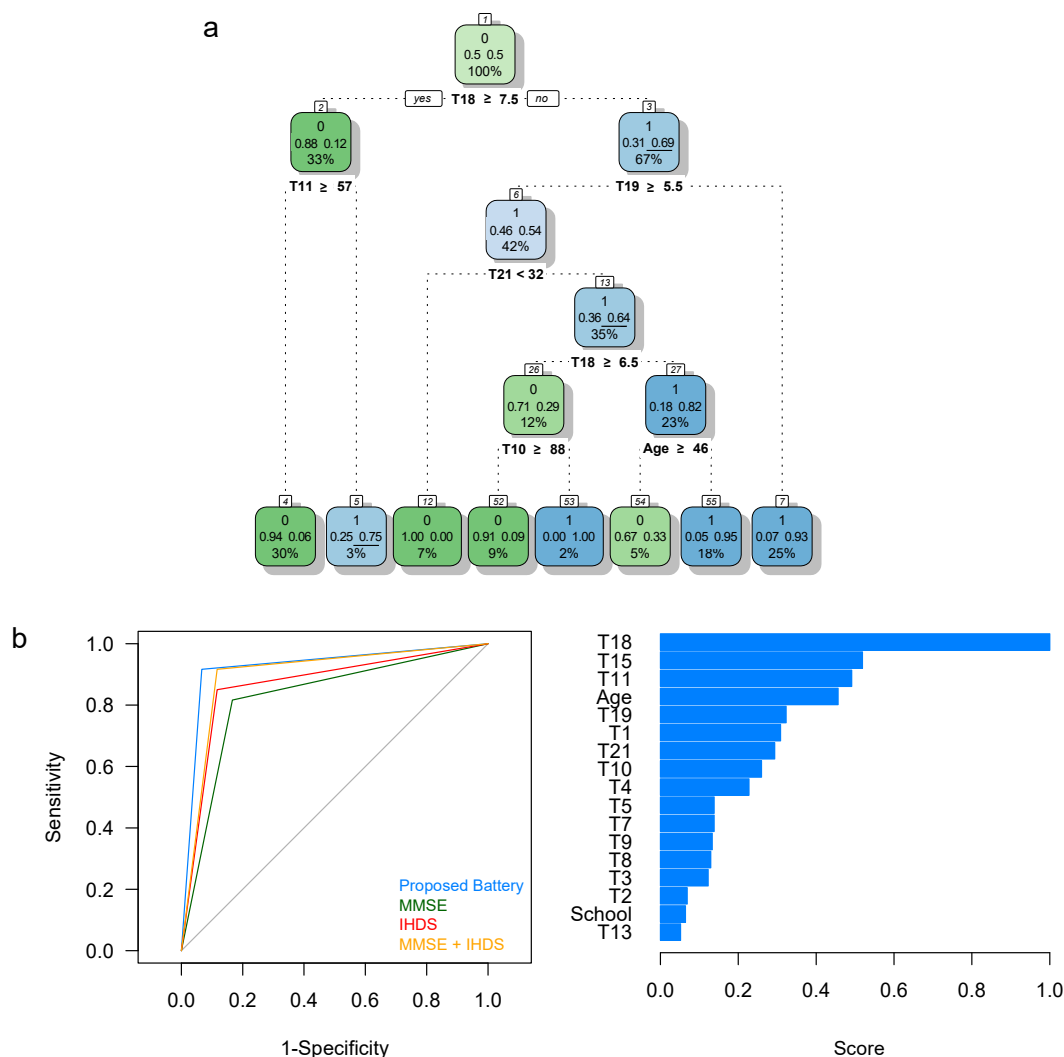 a
1
0
0.5 0.5
100%
yes T18 ≥ 7.5 no
2
0
0.88 0.12
33%
T11 ≥ 57
3
1
0.31 0.69
67%
T19 ≥ 5.5
6
1
0.46 0.54
42%
T21 < 32
13
1
0.36 0.64
35%
T18 ≥ 6.5
26
0
0.71 0.29
12%
T10 ≥ 88
27
1
0.18 0.82
23%
Age ≥ 46
4
0
0.94 0.06
30%
5
1
0.25 0.75
3%
12
0
1.00 0.00
7%
52
0
0.91 0.09
9%
53
1
0.00 1.00
2%
54
0
0.67 0.33
5%
55
1
0.05 0.95
18%
7
1
0.07 0.93
25%
b
Sensitivity
1.0
0.8
0.6
0.4
0.2
0.0
Proposed Battery
MMSE
IHDS
MMSE + IHDS
0.0 0.2 0.4 0.6 0.8 1.0
1-Specificity
T18
T15
T11
Age
T19
T1
T21
T10
T4
T5
T7
T9
T8
T3
T2
School
T13
0.0 0.2 0.4 0.6 0.8 1.0
Score